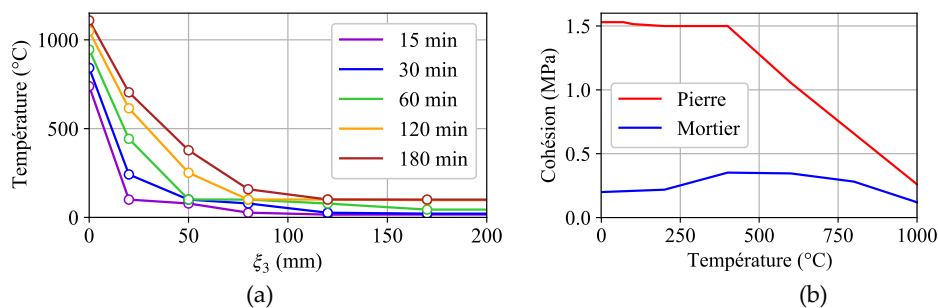 Température (°C)
1000
500
0
0
50
100
150
200
ξ3 (mm)
15 min
30 min
60 min
120 min
180 min
(a)
Cohésion (MPa)
1.5
1.0
0.5
0.0
0
250
500
750
1000
Température (°C)
Pierre
Mortier
(b)